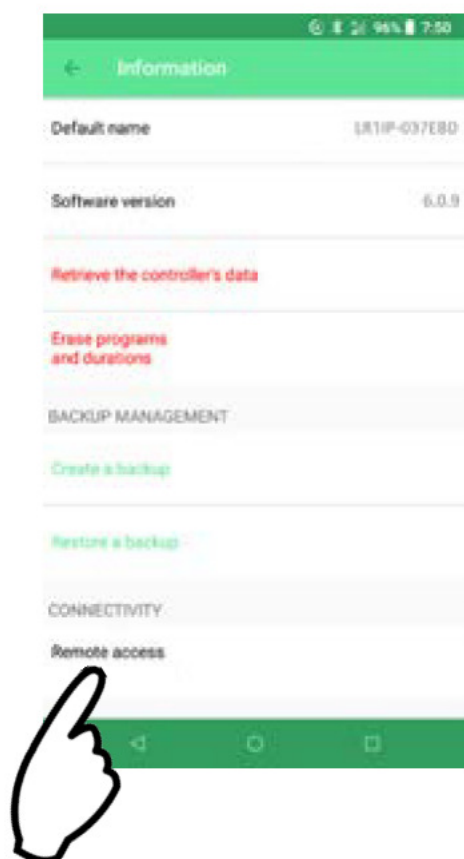 96% 7:50
Information
Default name LR1IP-037EBD
Software version 6.0.9
Retrieve the controller's data
Erase programs
and durations
BACKUP MANAGEMENT
Create a backup
Restore a backup
CONNECTIVITY
Remote access